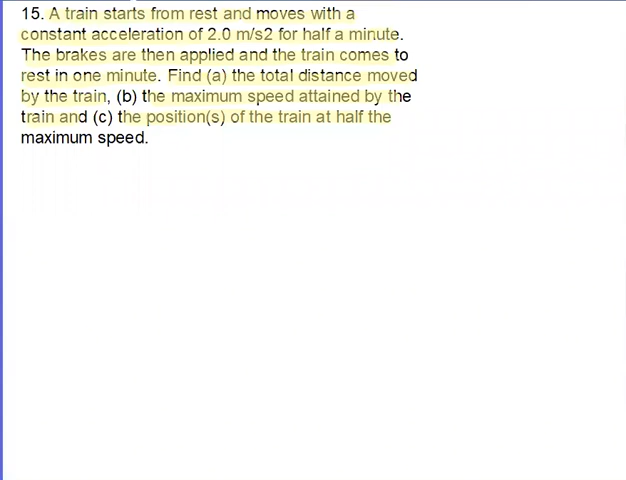 15. A train starts from rest and moves with a
constant acceleration of 2.0 m/s2 for half a minute.
The brakes are then applied and the train comes to
rest in one minute. Find (a) the total distance moved
by the train, (b) the maximum speed attained by the
train and (c) the position(s) of the train at half the
maximum speed.